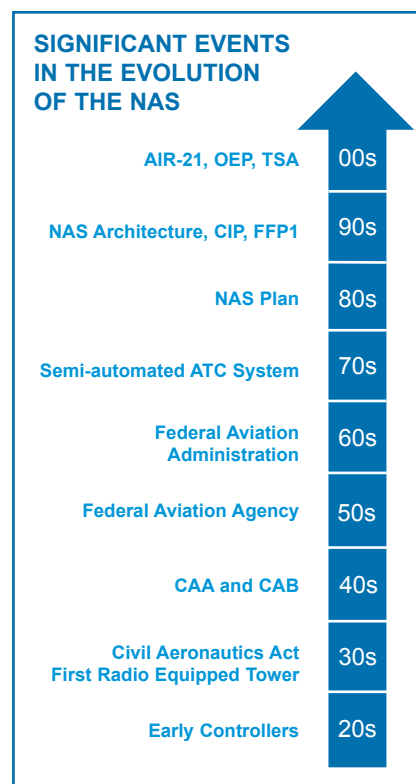 SIGNIFICANT EVENTS
IN THE EVOLUTION
OF THE NAS
AIR-21, OEP, TSA 00s
NAS Architecture, CIP, FFP1 90s
NAS Plan 80s
Semi-automated ATC System 70s
Federal Aviation
Administration 60s
Federal Aviation Agency 50s
CAA and CAB 40s
Civil Aeronautics Act
First Radio Equipped Tower 30s
Early Controllers 20s